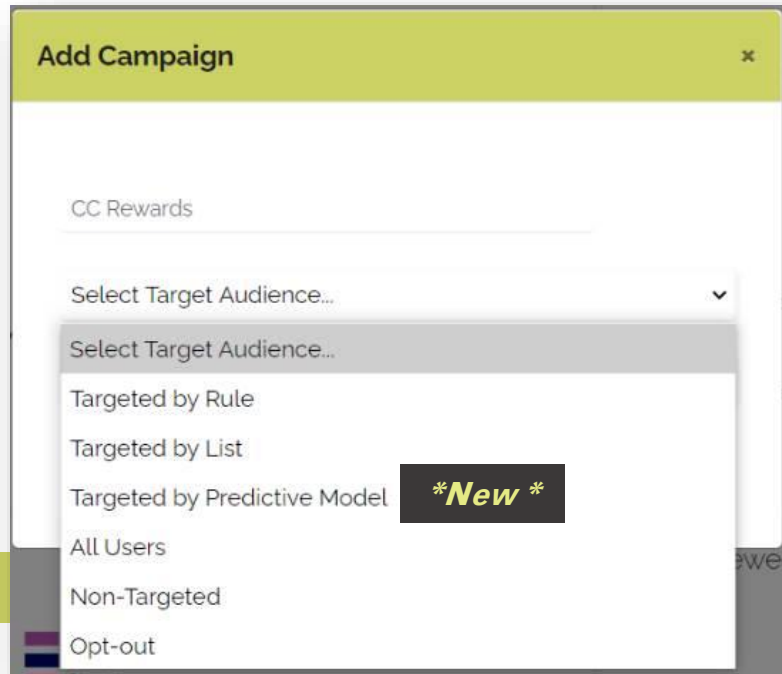 Add Campaign ×
CC Rewards
Select Target Audience...
Select Target Audience...
Targeted by Rule
Targeted by List
Targeted by Predictive Model *New *
All Users
Non-Targeted
Opt-out